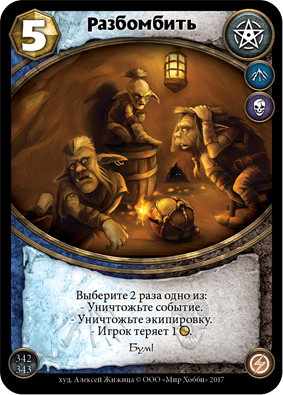 5
Разбомбить
Выберите 2 раза одно из:
- Уничтожьте событие.
- Уничтожьте экипировку.
- Игрок теряет 1 .
Бум!
342
343
худ. Алексей Жижица © ООО «Мир Хобби» 2017